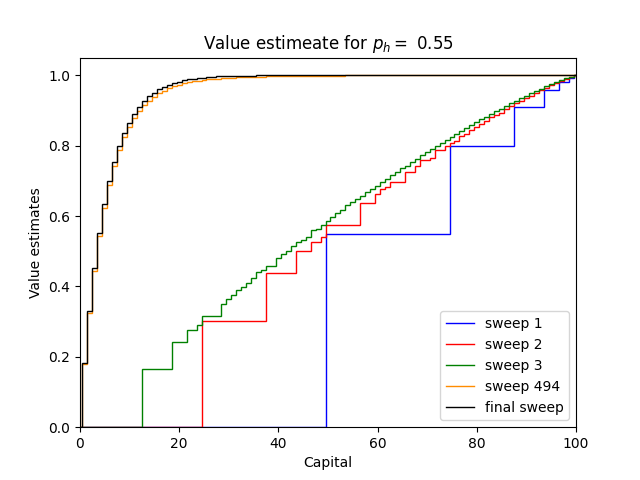 Value estimeate for p_h = 0.55
1.0
0.8
0.6
0.4
0.2
0.0
Value estimates
sweep 1
sweep 2
sweep 3
sweep 494
final sweep
0 20 40 60 80 100
Capital